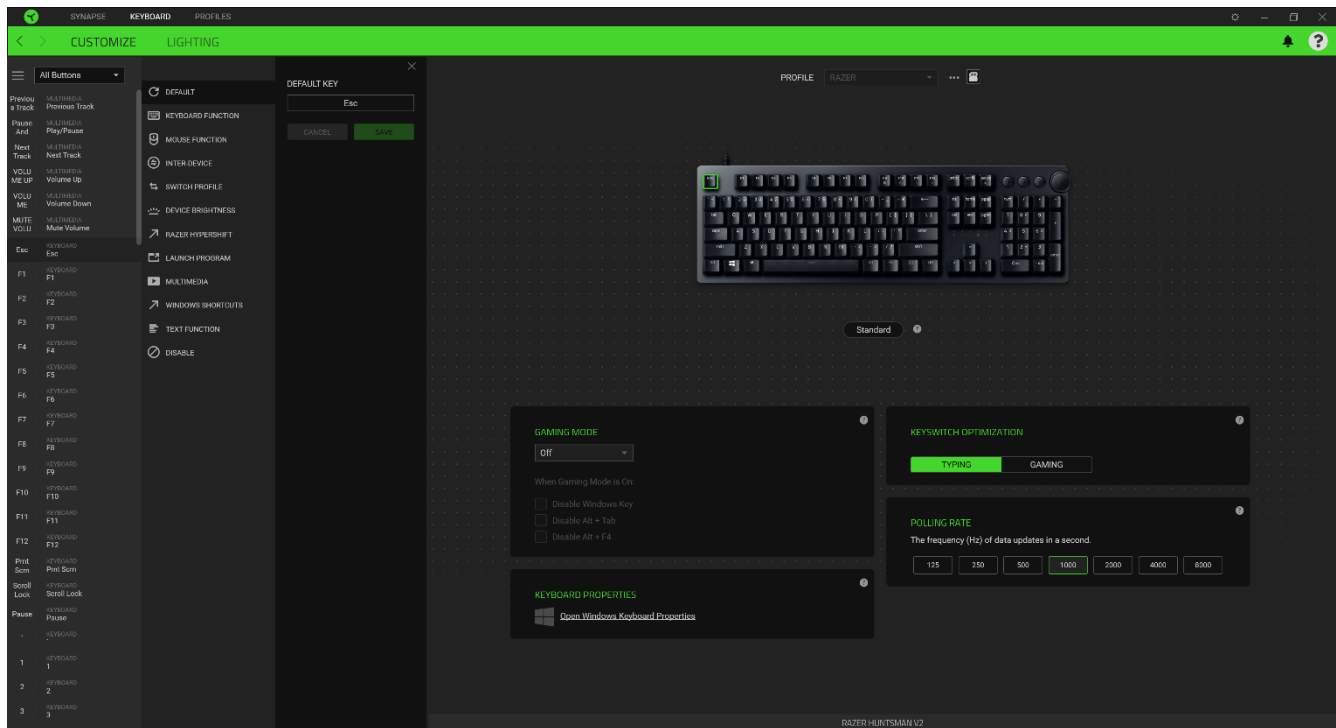 SYNAPSE KEYBOARD PROFILES
CUSTOMIZE LIGHTING
?
All Buttons
Previou
s Track
MULTIMEDIA
Previous Track
Pause
And
MULTIMEDIA
Play/Pause
Next
Track
MULTIMEDIA
Next Track
VOLU
ME UP
MULTIMEDIA
Volume Up
VOLU
ME
MULTIMEDIA
Volume Down
MUTE
VOLU
MULTIMEDIA
Mute Volume
Esc
KEYBOARD
Esc
F1
KEYBOARD
F1
F2
KEYBOARD
F2
F3
KEYBOARD
F3
F4
KEYBOARD
F4
F5
KEYBOARD
F5
F6
KEYBOARD
F6
F7
KEYBOARD
F7
F8
KEYBOARD
F8
F9
KEYBOARD
F9
F10
KEYBOARD
F10
F11
KEYBOARD
F11
F12
KEYBOARD
F12
Prnt
Scrn
KEYBOARD
Prnt Scrn
Scroll
Lock
KEYBOARD
Scroll Lock
Pause
KEYBOARD
Pause
`
KEYBOARD
`
1
KEYBOARD
1
2
KEYBOARD
2
3
KEYBOARD
3
DEFAULT
KEYBOARD FUNCTION
MOUSE FUNCTION
INTER-DEVICE
SWITCH PROFILE
DEVICE BRIGHTNESS
RAZER HYPERSHIFT
LAUNCH PROGRAM
MULTIMEDIA
WINDOWS SHORTCUTS
TEXT FUNCTION
DISABLE
DEFAULT KEY
Esc
CANCEL SAVE
PROFILE RAZER
Standard ?
GAMING MODE ?
Off
When Gaming Mode is On:
Disable Windows Key
Disable Alt + Tab
Disable Alt + F4
KEYBOARD PROPERTIES ?
Open Windows Keyboard Properties
KEYSWITCH OPTIMIZATION ?
TYPING GAMING
POLLING RATE ?
The frequency (Hz) of data updates in a second.
125 250 500 1000 2000 4000 8000
RAZER HUNTSMAN V2